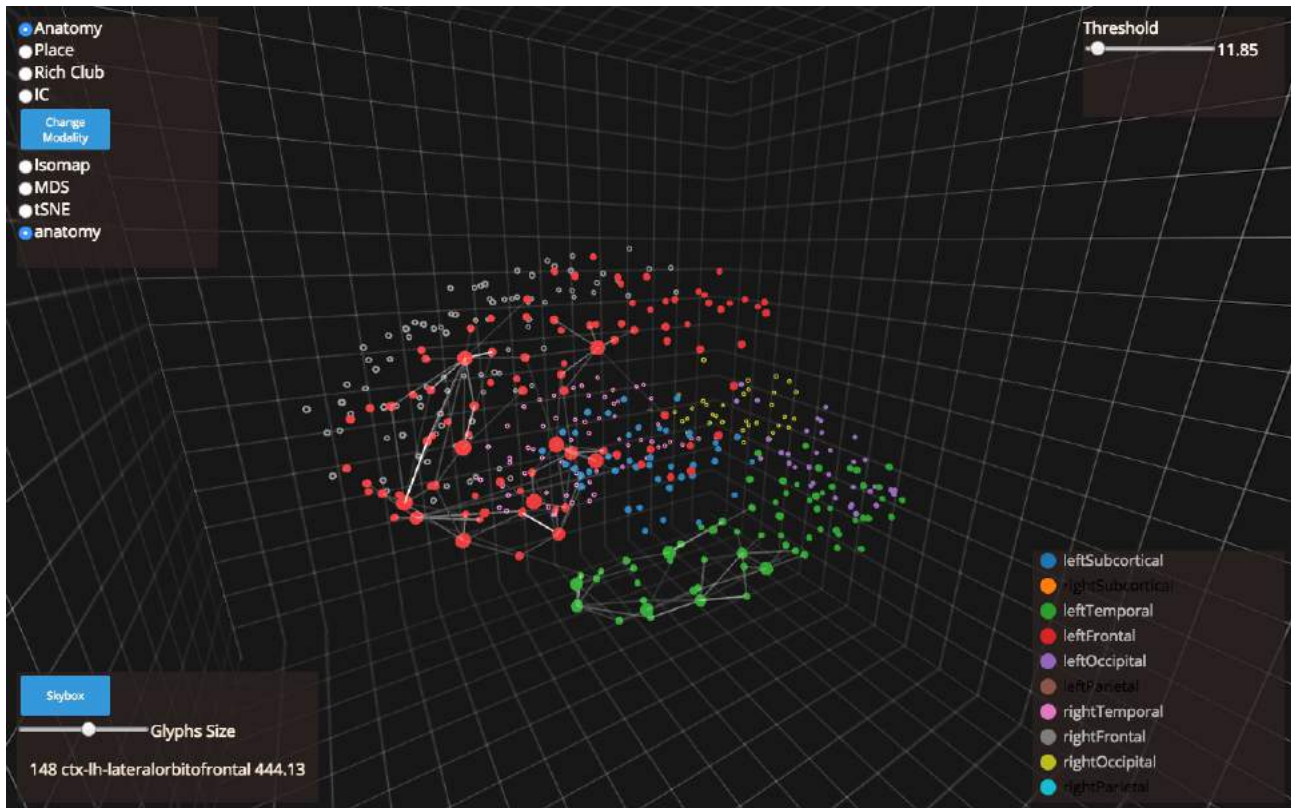 Anatomy
Place
Rich Club
IC
Change
Modality
Isomap
MDS
tSNE
anatomy
Threshold
11.85
leftSubcortical
rightSubcortical
leftTemporal
leftFrontal
leftOccipital
leftParietal
rightTemporal
rightFrontal
rightOccipital
rightParietal
Skybox
Glyphs Size
148 ctx-lh-lateralorbitofrontal 444.13